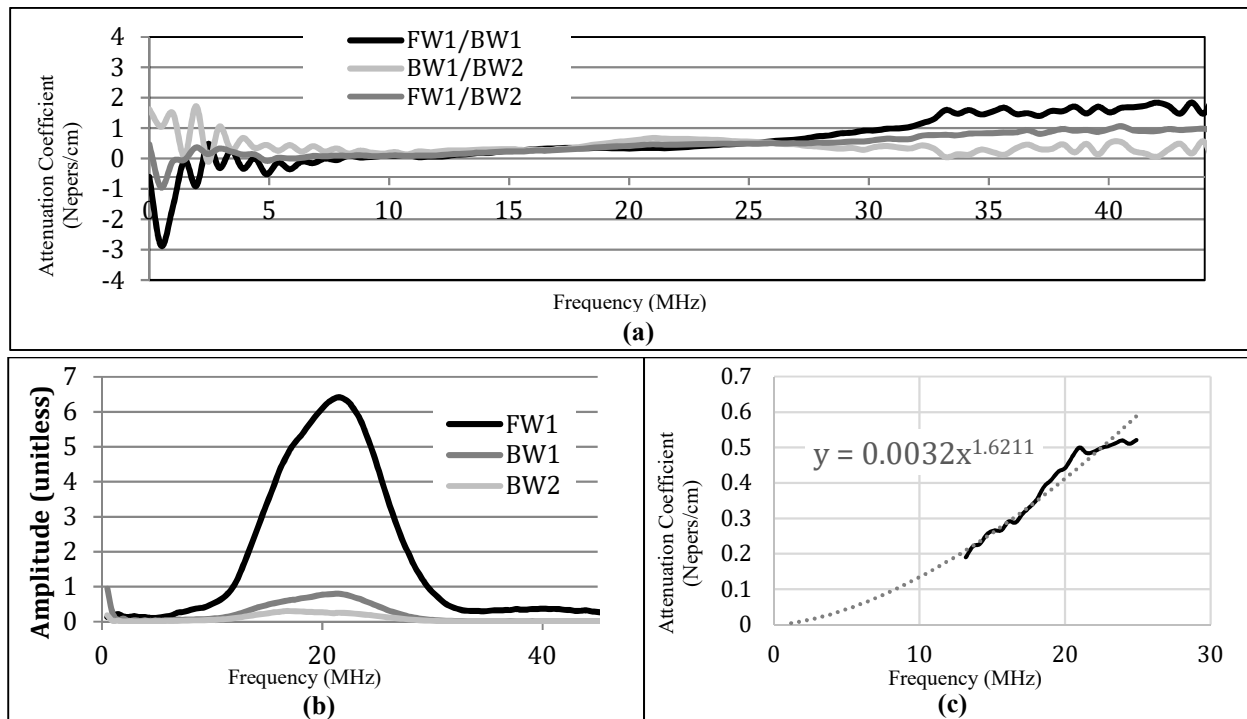 Attenuation Coefficient
(Nepers/cm)
4
3
2
1
0
-1
-2
-3
-4
FW1/BW1
BW1/BW2
FW1/BW2
0 5 10 15 20 25 30 35 40
Frequency (MHz)
(a)
Amplitude (unitless)
7
6
5
4
3
2
1
0
FW1
BW1
BW2
0 20 40
Frequency (MHz)
(b)
Attenuation Coefficient
(Nepers/cm)
0.7
0.6
0.5
0.4
0.3
0.2
0.1
0
y = 0.0032x^1.6211
0 10 20 30
Frequency (MHz)
(c)